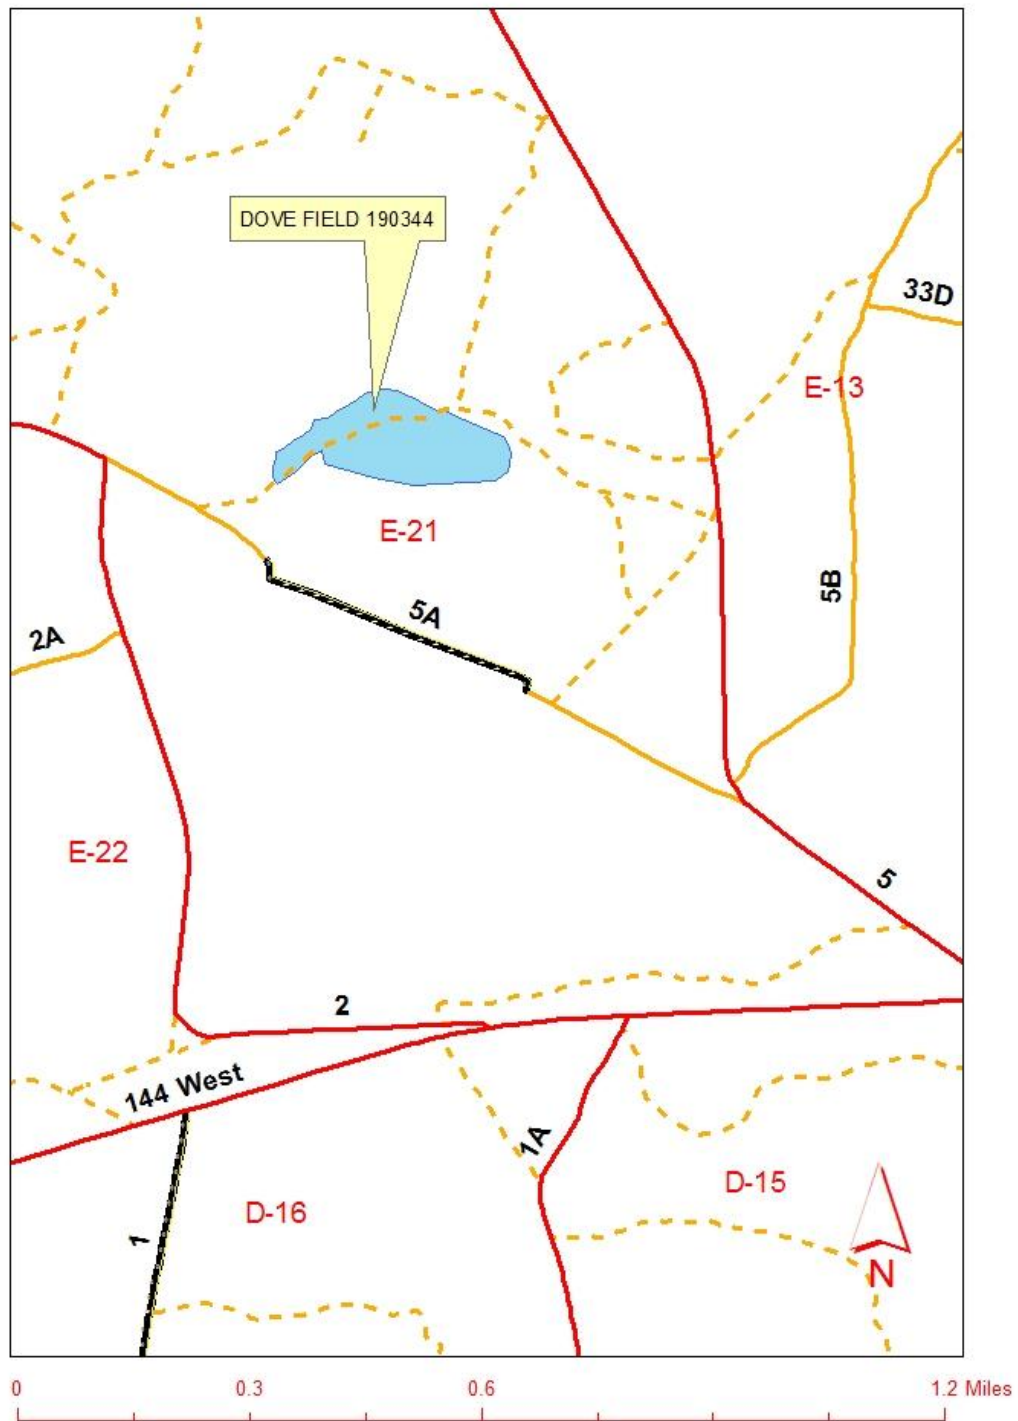 DOVE FIELD 190344
33D
E-13
E-21
5B
5A
2A
E-22
5
2
144 West
1A
D-15
D-16
1
N
0 0.3 0.6 1.2 Miles